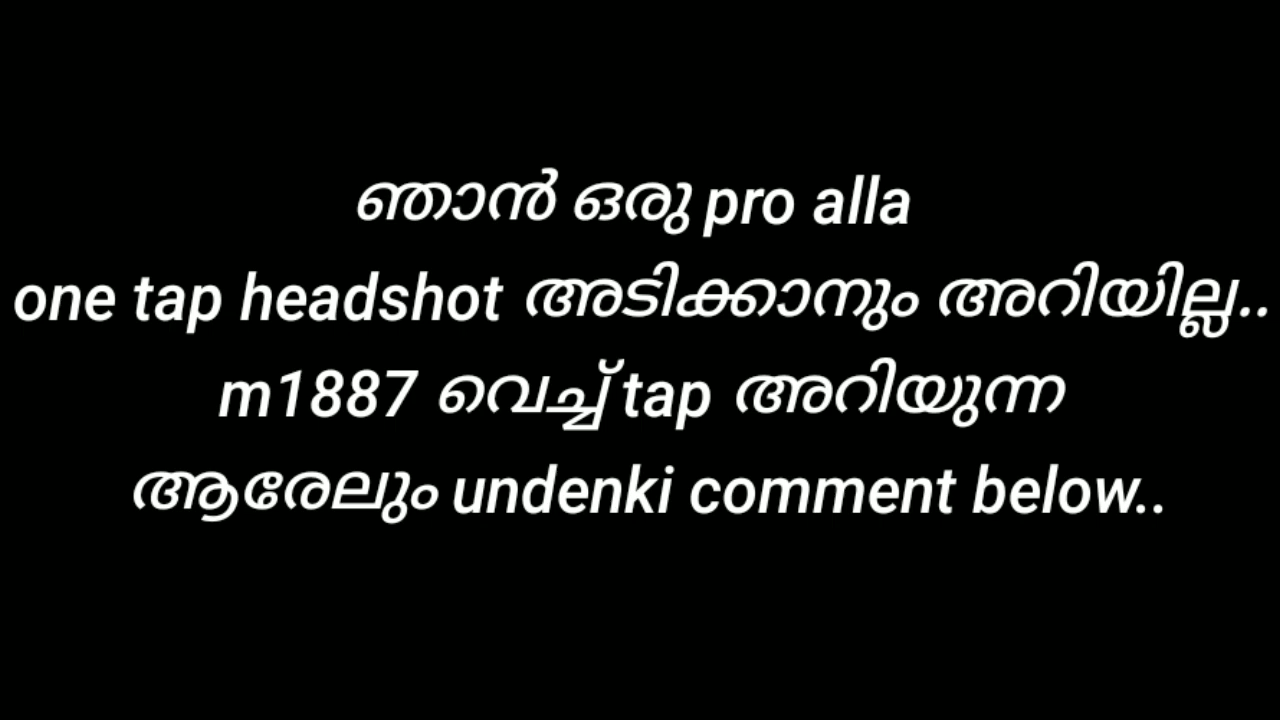 ഞാൻ ഒരു pro alla
one tap headshot അടിക്കാനും അറിയില്ല..
m1887 വെച്ച് tap അറിയുന്ന
ആരേലും undenki comment below..